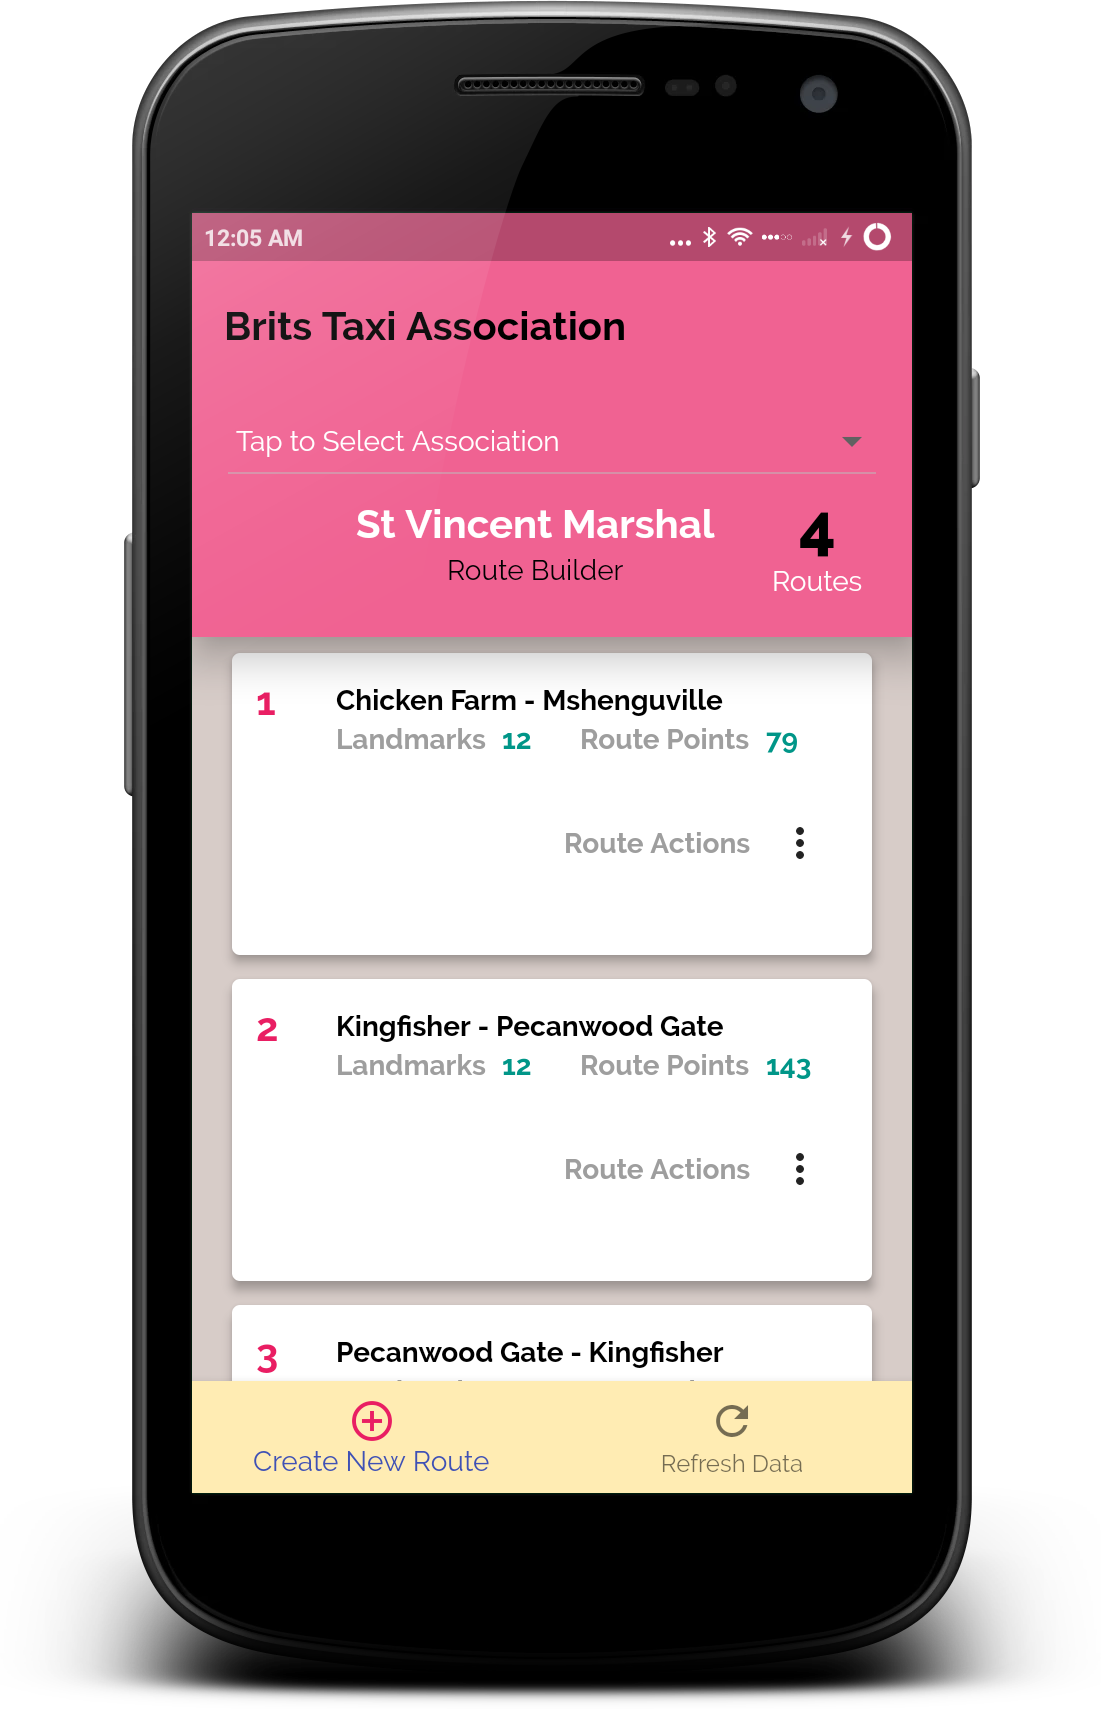 12:05 AM
Brits Taxi Association
Tap to Select Association
St Vincent Marshal
Route Builder
4
Routes
1
Chicken Farm - Mshenguville
Landmarks 12 Route Points 79
Route Actions
2
Kingfisher - Pecanwood Gate
Landmarks 12 Route Points 143
Route Actions
3
Pecanwood Gate - Kingfisher
Create New Route
Refresh Data